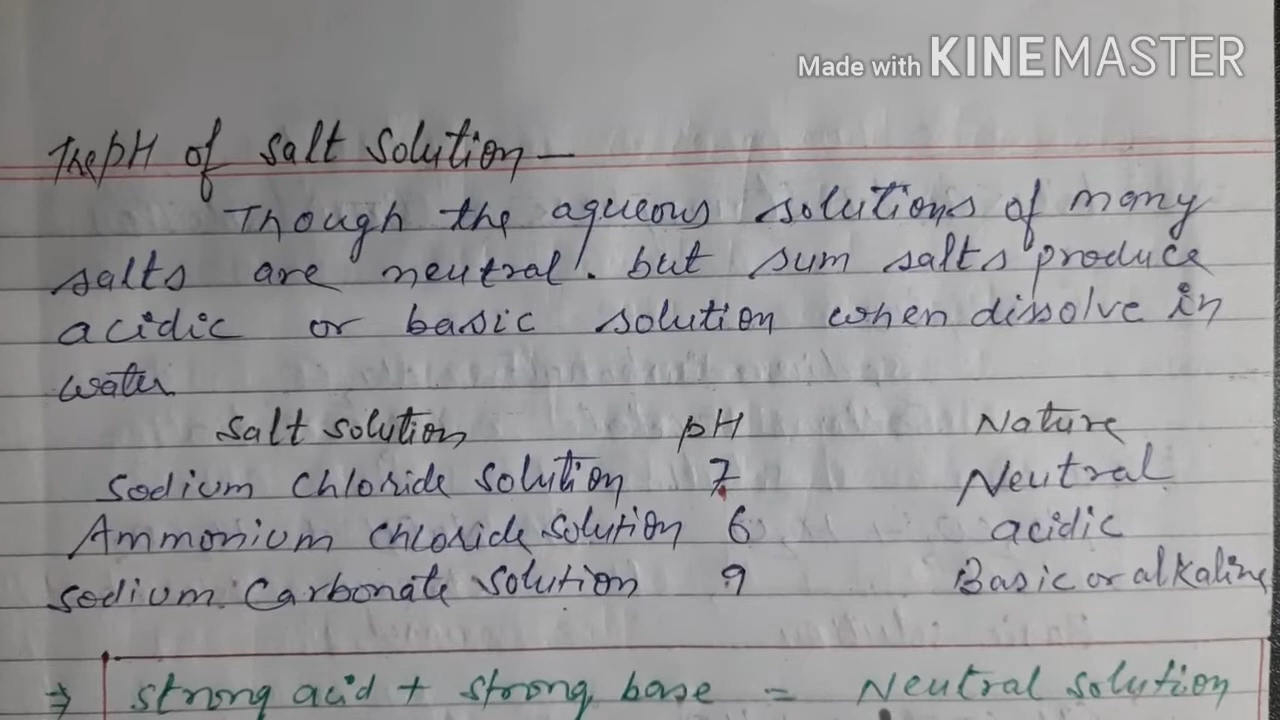 Made with KINEMASTER
The pH of salt solution —
Though the aqueous solutions of many
salts are neutral. but sum salts produce
acidic or basic solution when dissolve in
water
Salt solution pH Nature
Sodium Chloride Solution 7 Neutral
Ammonium Chloride solution 6 acidic
Sodium Carbonate Solution 9 Basic or alkaline
⇒ Strong acid + strong base = Neutral solution